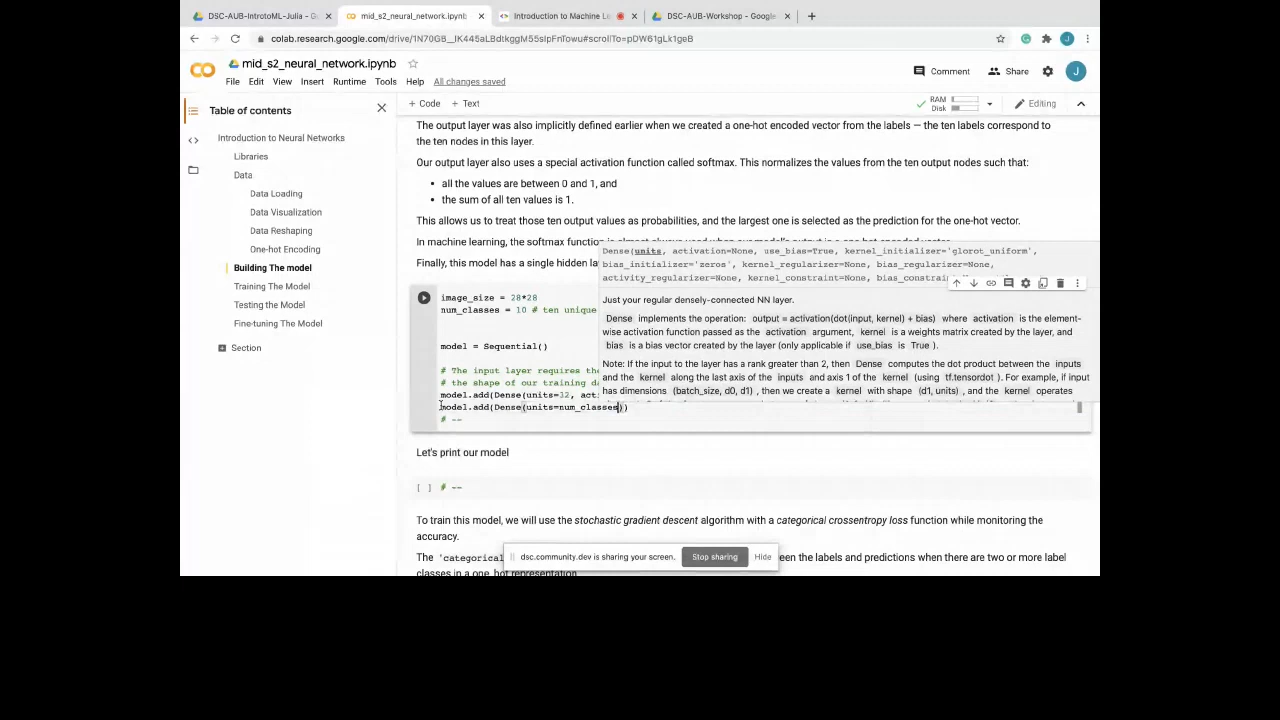 DSC-AUB-IntrotoML-Julia - G
mid_s2_neural_network.ipynb
Introduction to Machine Le
DSC-AUB-Workshop - Google
colab.research.google.com/drive/
mid_s2_neural_network.ipynb
File Edit View Insert Runtime Tools Help All changes saved
Comment Share J
Table of contents
+ Code + Text
RAM
Disk
Editing
Introduction to Neural Networks
Libraries
Data
Data Loading
Data Visualization
Data Reshaping
One-hot Encoding
Building The model
Training The Model
Testing the Model
Fine-tuning The Model
Section
The output layer was also implicitly defined earlier when we created a one-hot encoded vector from the labels — the ten labels correspond to
the ten nodes in this layer.
Our output layer also uses a special activation function called softmax. This normalizes the values from the ten output nodes such that:
• all the values are between 0 and 1, and
• the sum of all ten values is 1.
This allows us to treat those ten output values as probabilities, and the largest one is selected as the prediction for the one-hot vector.
In machine learning, the softmax function is almost always used when our model's output is a one-hot encoded vector.
Finally, this model has a single hidden la
Dense(units, activation=None, use_bias=True, kernel_initializer='glorot_uniform',
bias_initializer='zeros', kernel_regularizer=None, bias_regularizer=None,
activity_regularizer=None, kernel_constraint=None, bias_constrai
Just your regular densely-connected NN layer.
Dense implements the operation: output = activation(dot(input, kernel) + bias) where activation is the element-
wise activation function passed as the activation argument, kernel is a weights matrix created by the layer, and
bias is a bias vector created by the layer (only applicable if use_bias is True ).
Note: If the input to the layer has a rank greater than 2, then Dense computes the dot product between the inputs
and the kernel along the last axis of the inputs and axis 1 of the kernel (using tf.tensordot ). For example, if input
has dimensions (batch_size, d0, d1) , then we create a kernel with shape (d1, units) , and the kernel operates
image_size = 28*28
num_classes = 10 # ten unique
model = Sequential()
# The input layer requires the
# the shape of our training da
model.add(Dense(units=32, acti
model.add(Dense(units=num_classes))
# --
Let's print our model
[ ] # --
To train this model, we will use the stochastic gradient descent algorithm with a categorical crossentropy loss function while monitoring the
accuracy.
The 'categorical
een the labels and predictions when there are two or more label
classes in a one_hot representation
dsc.community.dev is sharing your screen. Stop sharing Hide